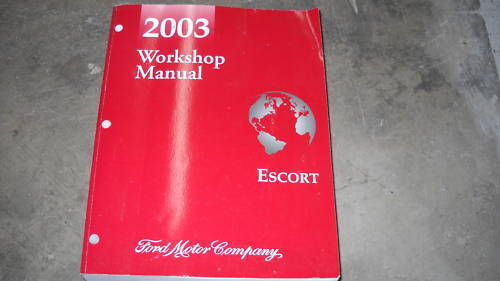 2003
Workshop
Manual
ESCORT
Ford Motor Company